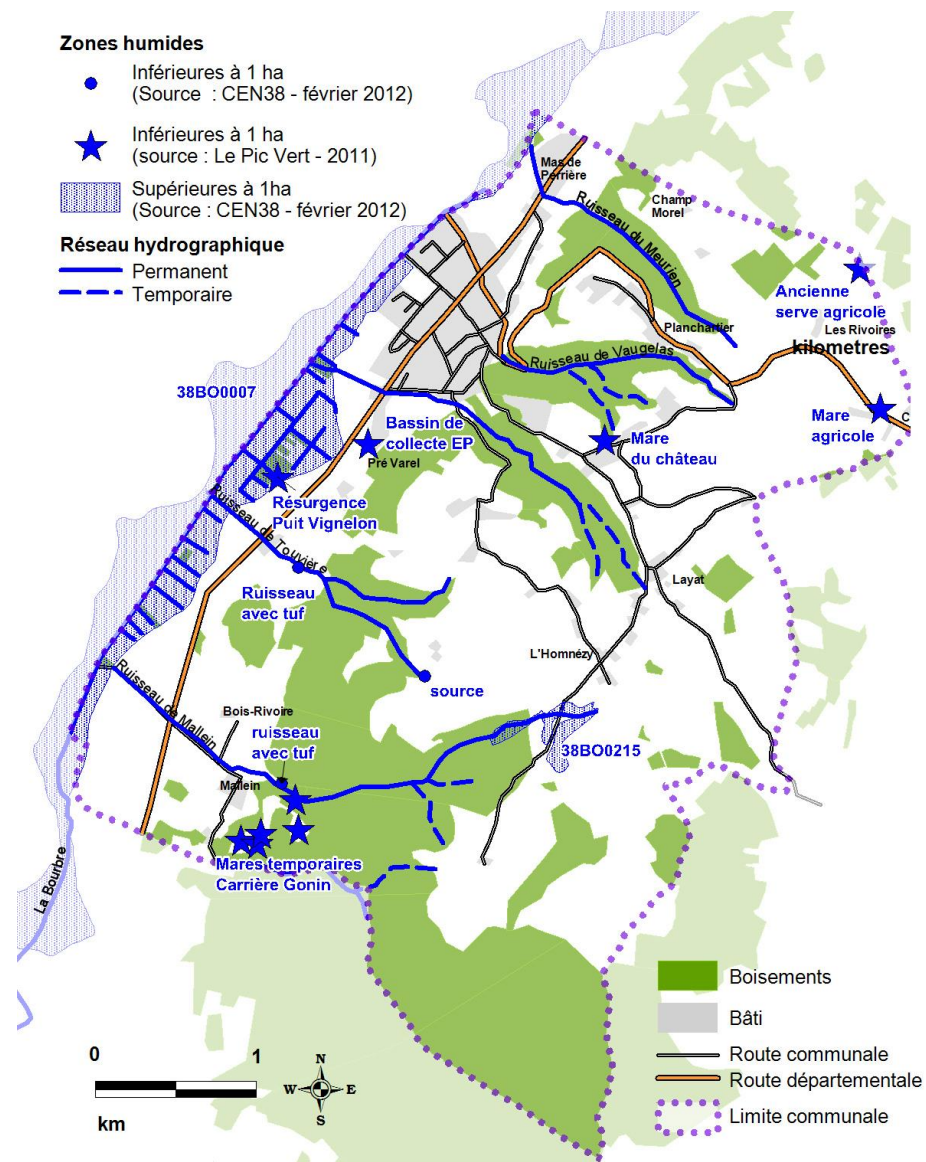 Zones humides
Inférieures à 1 ha
(Source : CEN38 - février 2012)
Inférieures à 1 ha
(source : Le Pic Vert - 2011)
Supérieures à 1ha
(Source : CEN38 - février 2012)
Réseau hydrographique
Permanent
Temporaire
Mas de
Perrière
Champ
Morel
Ruisseau du Meurien
Ancienne
serve agricole
Planchartier
Les Rivoires
kilometres
Ruisseau de Vaugelas
38BO0007
Bassin de
collecte EP
Pré Varel
Mare
du château
Mare
agricole
C
Résurgence
Puit Vignelon
Ruisseau de Touvière
Ruisseau
avec tuf
Layat
L'Homnézy
source
Ruisseau de Mallein
Bois-Rivoire
ruisseau
avec tuf
38BO0215
Mallein
Mares temporaires
Carrière Gonin
La Bourbre
0 1
km
N
W E
S
Boisements
Bâti
Route communale
Route départementale
Limite communale